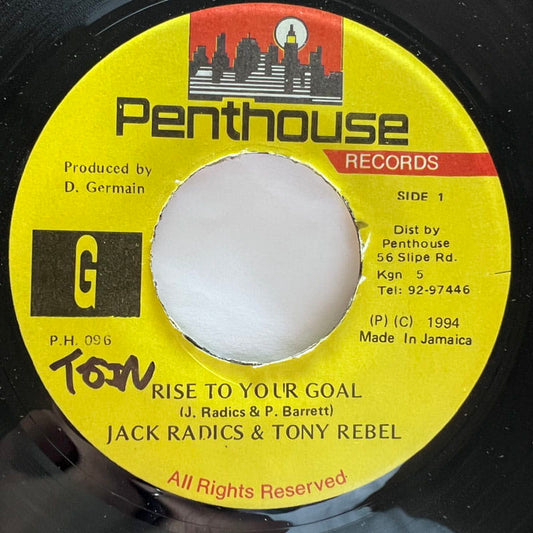 Penthouse
RECORDS
Produced by
D. Germain
SIDE 1
Dist by
Penthouse
56 Slipe Rd.
Kgn 5
Tel: 92-97446
G
P.H. 096
(P) (C) 1994
Made In Jamaica
RISE TO YOUR GOAL
(J. Radics & P. Barrett)
JACK RADICS & TONY REBEL
All Rights Reserved